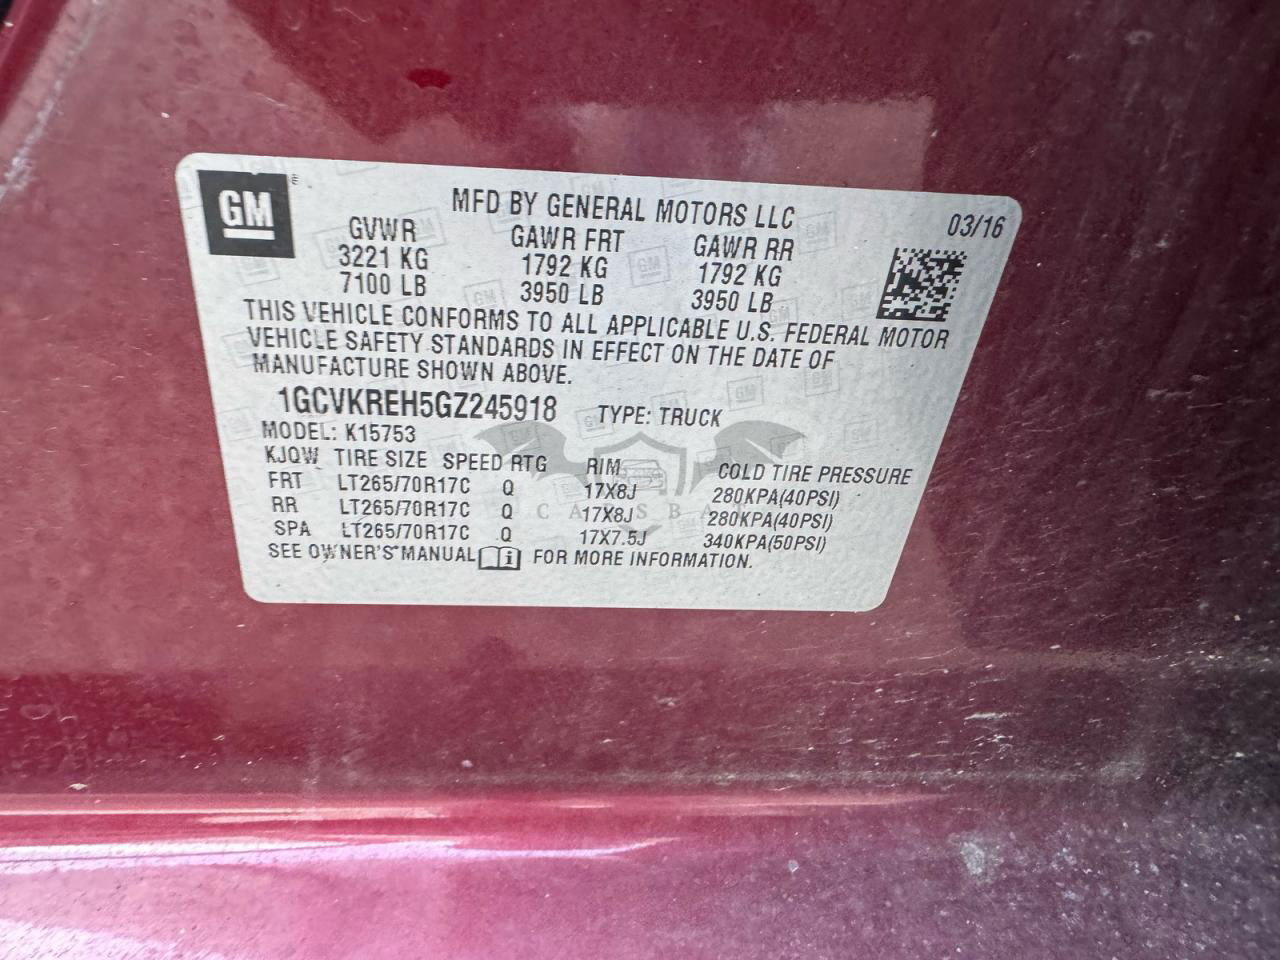 GM
MFD BY GENERAL MOTORS LLC
03/16
GVWR GAWR FRT GAWR RR
3221 KG 1792 KG 1792 KG
7100 LB 3950 LB 3950 LB
THIS VEHICLE CONFORMS TO ALL APPLICABLE U.S. FEDERAL MOTOR
VEHICLE SAFETY STANDARDS IN EFFECT ON THE DATE OF
MANUFACTURE SHOWN ABOVE.
1GCVKREH5GZ245918 TYPE: TRUCK
MODEL: K15753
KJQW TIRE SIZE SPEED RTG RIM COLD TIRE PRESSURE
FRT LT265/70R17C Q 17X8J 280KPA(40PSI)
RR LT265/70R17C Q 17X8J 280KPA(40PSI)
SPA LT265/70R17C Q 17X7.5J 340KPA(50PSI)
SEE OWNER'S MANUAL i FOR MORE INFORMATION.